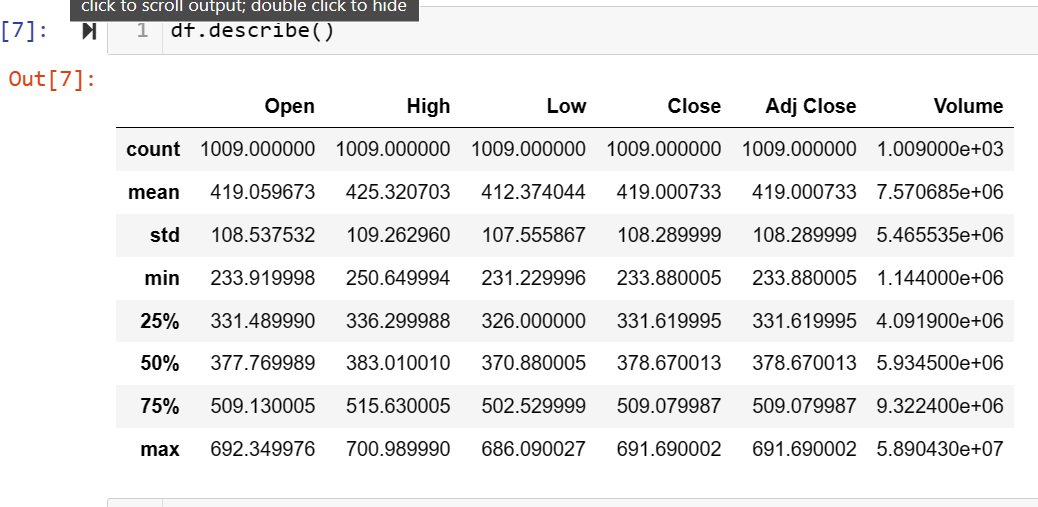 click to scroll output; double click to hide
[7]: 1 df.describe()
Out[7]:
Open High Low Close Adj Close Volume
count 1009.000000 1009.000000 1009.000000 1009.000000 1009.000000 1.009000e+03
mean 419.059673 425.320703 412.374044 419.000733 419.000733 7.570685e+06
std 108.537532 109.262960 107.555867 108.289999 108.289999 5.465535e+06
min 233.919998 250.649994 231.229996 233.880005 233.880005 1.144000e+06
25% 331.489990 336.299988 326.000000 331.619995 331.619995 4.091900e+06
50% 377.769989 383.010010 370.880005 378.670013 378.670013 5.934500e+06
75% 509.130005 515.630005 502.529999 509.079987 509.079987 9.322400e+06
max 692.349976 700.989990 686.090027 691.690002 691.690002 5.890430e+07